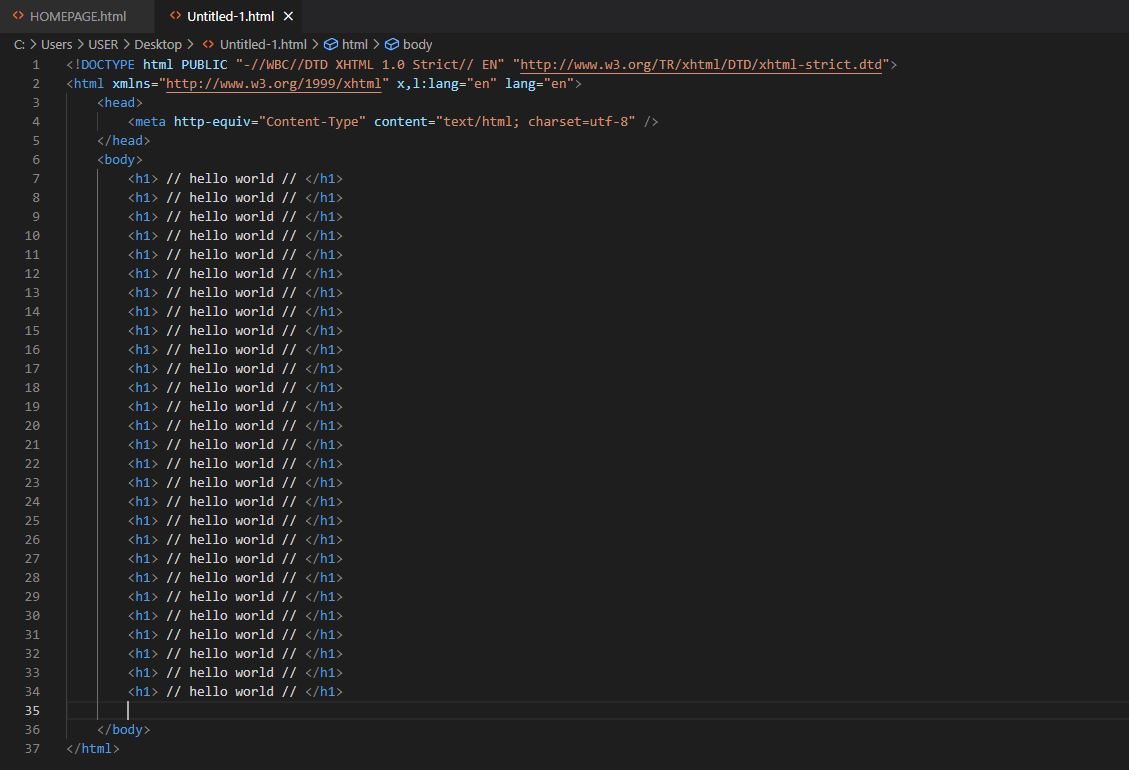 HOMEPAGE.html Untitled-1.html
C: > Users > USER > Desktop > Untitled-1.html > html > body
1 <!DOCTYPE html PUBLIC "-//WBC//DTD XHTML 1.0 Strict// EN" "http://www.w3.org/TR/xhtml/DTD/xhtml-strict.dtd">
2 <html xmlns="http://www.w3.org/1999/xhtml" x,l:lang="en" lang="en">
3 <head>
4 <meta http-equiv="Content-Type" content="text/html; charset=utf-8" />
5 </head>
6 <body>
7 <h1> // hello world // </h1>
8 <h1> // hello world // </h1>
9 <h1> // hello world // </h1>
10 <h1> // hello world // </h1>
11 <h1> // hello world // </h1>
12 <h1> // hello world // </h1>
13 <h1> // hello world // </h1>
14 <h1> // hello world // </h1>
15 <h1> // hello world // </h1>
16 <h1> // hello world // </h1>
17 <h1> // hello world // </h1>
18 <h1> // hello world // </h1>
19 <h1> // hello world // </h1>
20 <h1> // hello world // </h1>
21 <h1> // hello world // </h1>
22 <h1> // hello world // </h1>
23 <h1> // hello world // </h1>
24 <h1> // hello world // </h1>
25 <h1> // hello world // </h1>
26 <h1> // hello world // </h1>
27 <h1> // hello world // </h1>
28 <h1> // hello world // </h1>
29 <h1> // hello world // </h1>
30 <h1> // hello world // </h1>
31 <h1> // hello world // </h1>
32 <h1> // hello world // </h1>
33 <h1> // hello world // </h1>
34 <h1> // hello world // </h1>
35
36 </body>
37 </html>